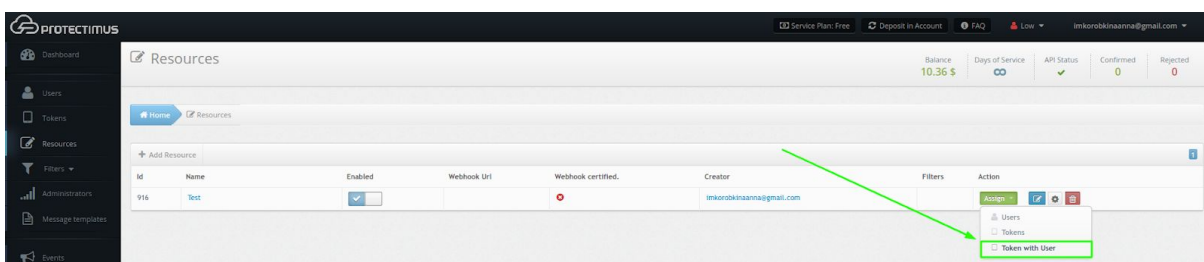 PROTECTIMUS
Service Plan: Free
Deposit in Account
FAQ
Low
imkorobkinaanna@gmail.com
Dashboard
Users
Tokens
Resources
Filters
Administrators
Message templates
Events
Resources
Balance
10.36 $
Days of Service
API Status
Confirmed
0
Rejected
0
Home
Resources
+ Add Resource
1
Id Name Enabled Webhook Url Webhook certified. Creator Filters Action
916 Test imkorobkinaanna@gmail.com Assign
Users
Tokens
Token with User